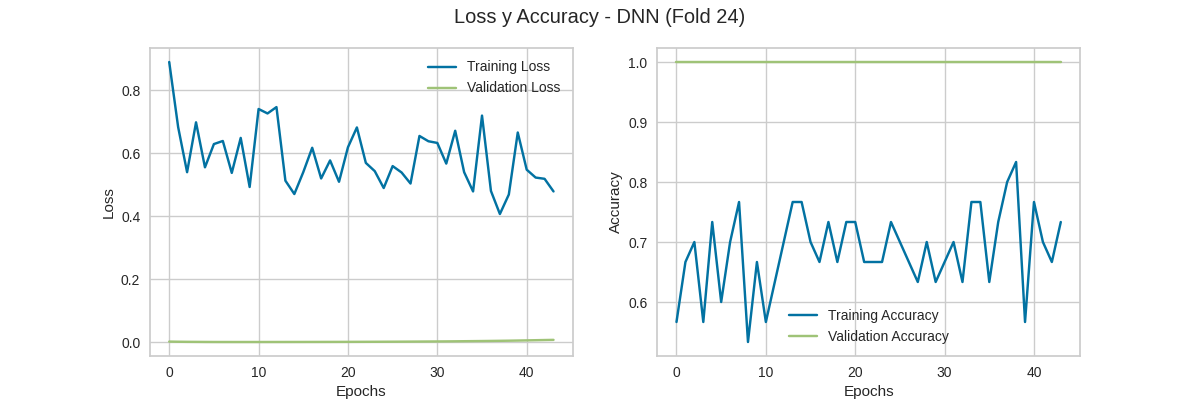 Loss y Accuracy - DNN (Fold 24)
Training Loss
Validation Loss
0.8
0.6
0.4
0.2
0.0
Loss
0
10
20
30
40
Epochs
1.0
0.9
0.8
0.7
0.6
Accuracy
Training Accuracy
Validation Accuracy
0
10
20
30
40
Epochs